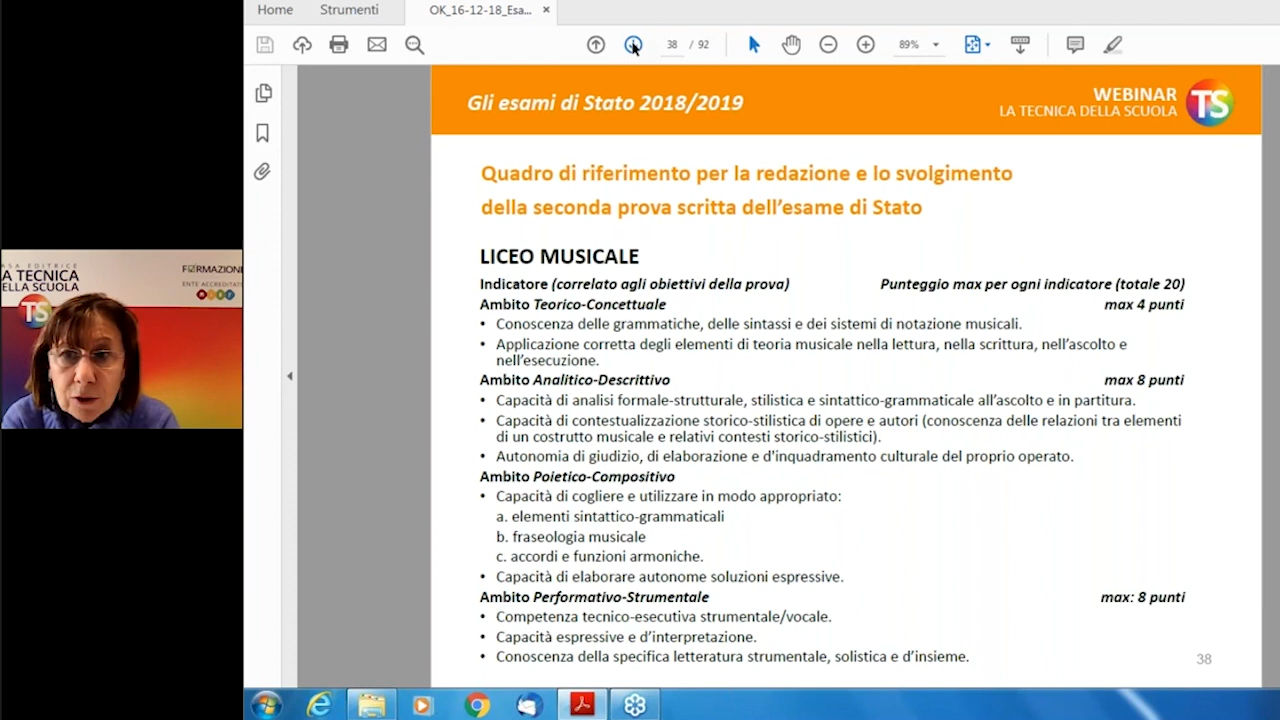 Home
Strumenti
OK_16-12-18_Esa...
38 / 92
89%
Gli esami di Stato 2018/2019
WEBINAR
LA TECNICA DELLA SCUOLA
TS
Quadro di riferimento per la redazione e lo svolgimento
della seconda prova scritta dell'esame di Stato
LICEO MUSICALE
Indicatore (correlato agli obiettivi della prova) Punteggio max per ogni indicatore (totale 20)
Ambito Teorico-Concettuale max 4 punti
• Conoscenza delle grammatiche, delle sintassi e dei sistemi di notazione musicali.
• Applicazione corretta degli elementi di teoria musicale nella lettura, nella scrittura, nell'ascolto e
nell'esecuzione.
Ambito Analitico-Descrittivo max 8 punti
• Capacità di analisi formale-strutturale, stilistica e sintattico-grammaticale all'ascolto e in partitura.
• Capacità di contestualizzazione storico-stilistica di opere e autori (conoscenza delle relazioni tra elementi
di un costrutto musicale e relativi contesti storico-stilistici).
• Autonomia di giudizio, di elaborazione e d'inquadramento culturale del proprio operato.
Ambito Poietico-Compositivo
• Capacità di cogliere e utilizzare in modo appropriato:
a. elementi sintattico-grammaticali
b. fraseologia musicale
c. accordi e funzioni armoniche.
• Capacità di elaborare autonome soluzioni espressive.
Ambito Performativo-Strumentale max: 8 punti
• Competenza tecnico-esecutiva strumentale/vocale.
• Capacità espressive e d'interpretazione.
• Conoscenza della specifica letteratura strumentale, solistica e d'insieme.
38
ASA EDITRICE
A TECNICA
ELLA SCUOLA
TS
FORMAZION
ENTE ACCREDITAT